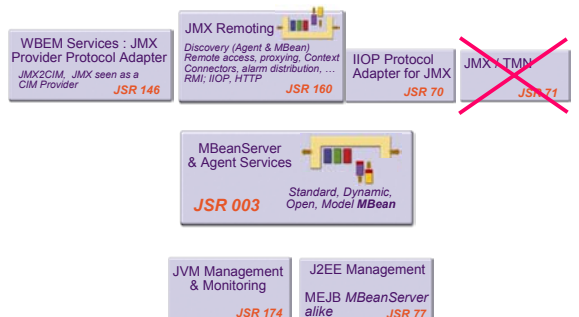 WBEM Services : JMX
Provider Protocol Adapter
JMX2CIM, JMX seen as a
CIM Provider
JSR 146
JMX Remoting
Discovery (Agent & MBean)
Remote access, proxying, Context
Connectors, alarm distribution, …
RMI; IIOP, HTTP
JSR 160
IIOP Protocol
Adapter for JMX
JSR 70
JMX / TMN
JSR 71
MBeanServer
& Agent Services
JSR 003
Standard, Dynamic,
Open, Model MBean
JVM Management
& Monitoring
JSR 174
J2EE Management
MEJB MBeanServer
alike
JSR 77